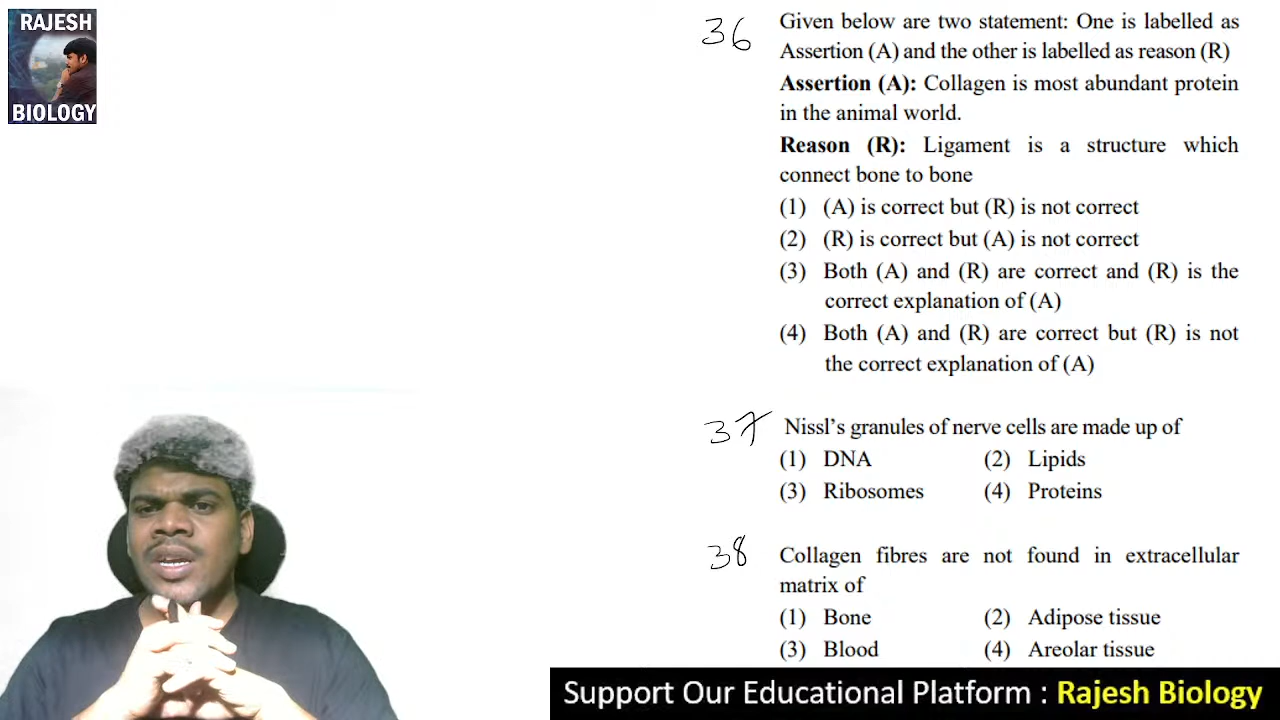 RAJESH
BIOLOGY
36
Given below are two statement: One is labelled as
Assertion (A) and the other is labelled as reason (R)
Assertion (A): Collagen is most abundant protein
in the animal world.
Reason (R): Ligament is a structure which
connect bone to bone
(1) (A) is correct but (R) is not correct
(2) (R) is correct but (A) is not correct
(3) Both (A) and (R) are correct and (R) is the
correct explanation of (A)
(4) Both (A) and (R) are correct but (R) is not
the correct explanation of (A)
37 Nissl’s granules of nerve cells are made up of
(1) DNA (2) Lipids
(3) Ribosomes (4) Proteins
38 Collagen fibres are not found in extracellular
matrix of
(1) Bone (2) Adipose tissue
(3) Blood (4) Areolar tissue
Support Our Educational Platform : Rajesh Biology